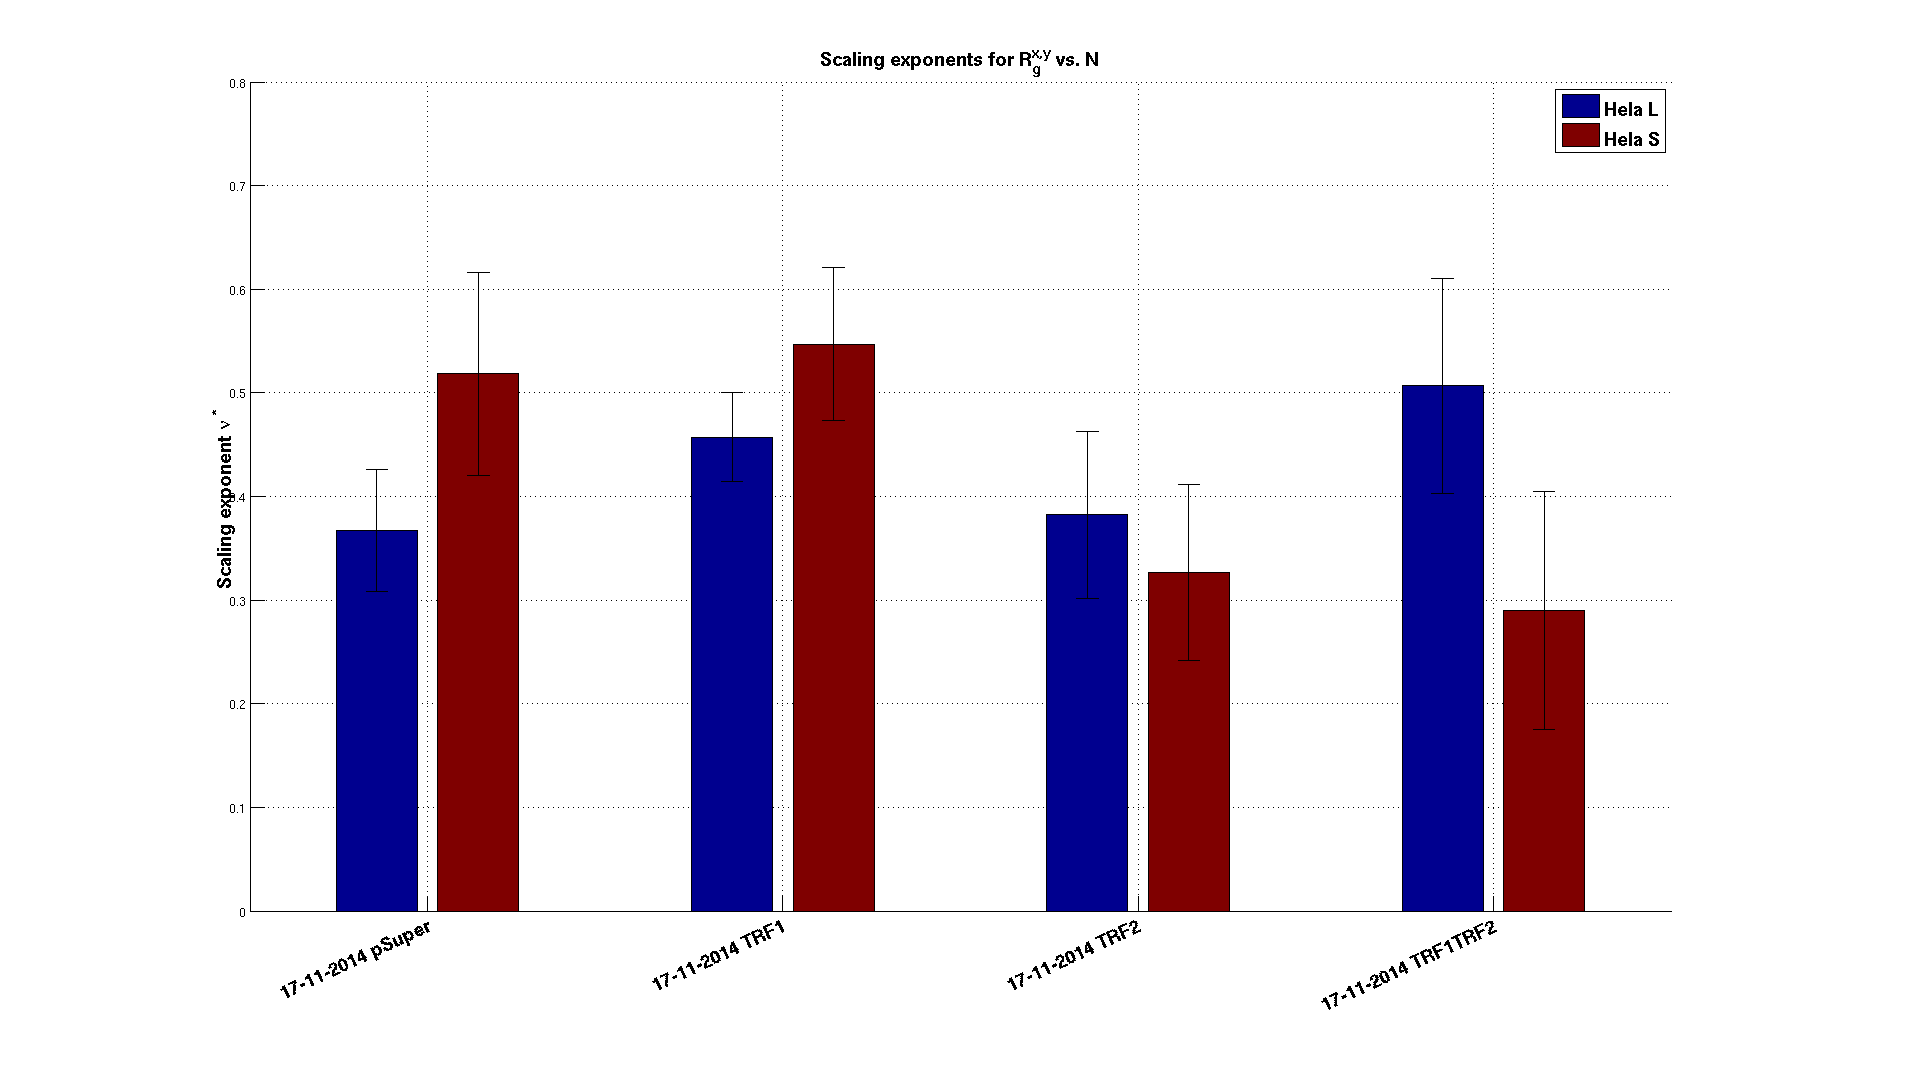 Scaling exponents for R_g^{x,y} vs. N
Hela L
Hela S
Scaling exponent ν *
0.8
0.7
0.6
0.5
0.4
0.3
0.2
0.1
0
17-11-2014 pSuper
17-11-2014 TRF1
17-11-2014 TRF2
17-11-2014 TRF1TRF2